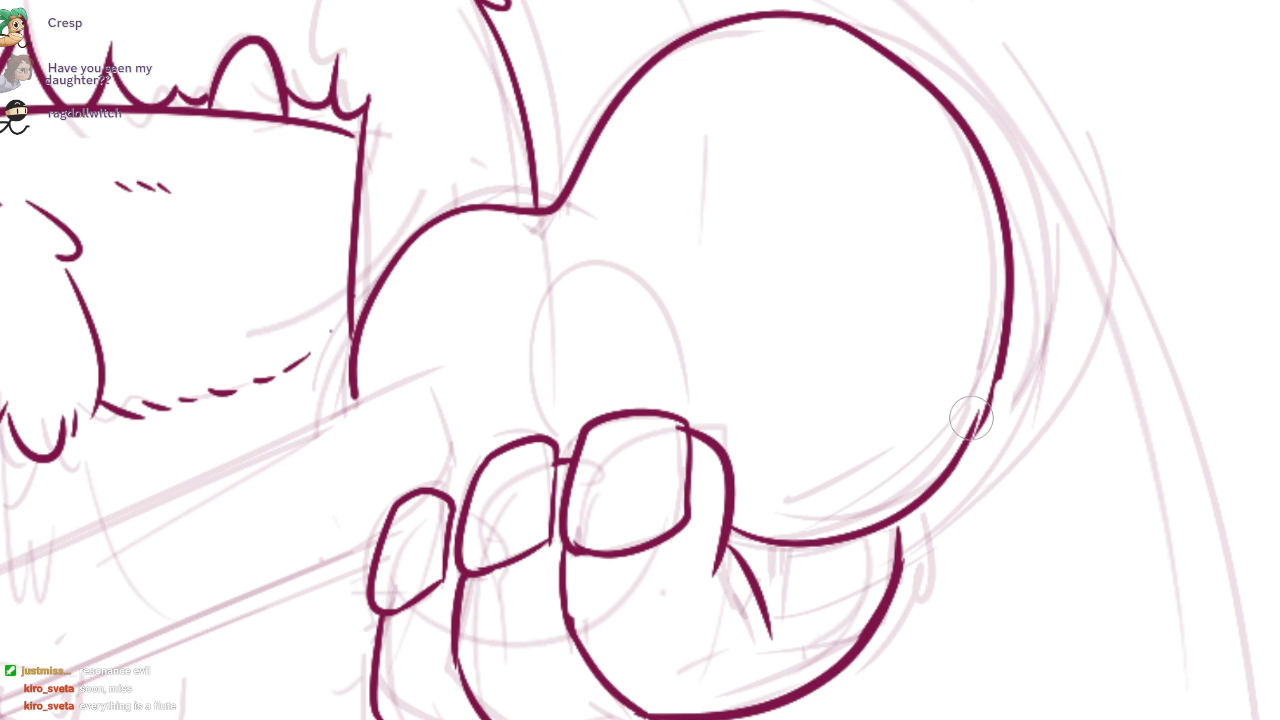 Cresp
Have you seen my
daughter??
ragdollwitch
justmiss... resonance evil
kiro_sveta soon, miss
kiro_sveta everything is a flute